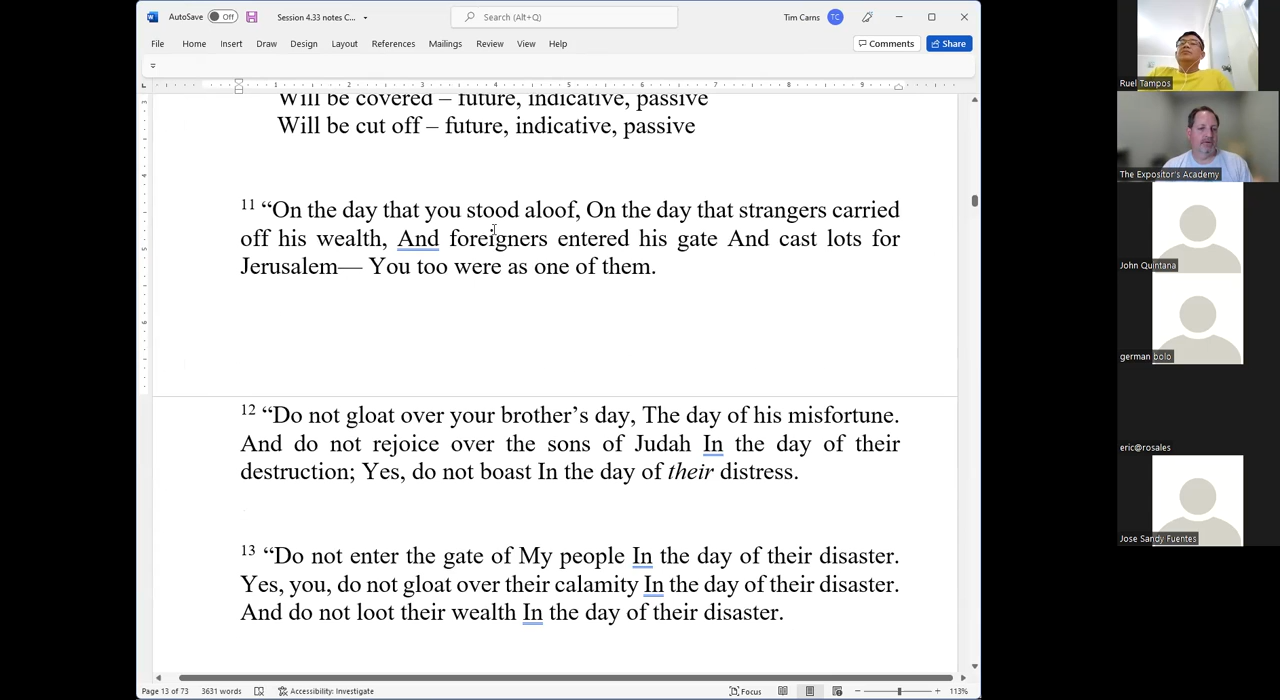 AutoSave Off Session 4.33 notes C... Search (Alt+Q) Tim Carns TC
File Home Insert Draw Design Layout References Mailings Review View Help Comments Share
2 3 4 5 6 7 8 9
Will be covered – future, indicative, passive
Will be cut off – future, indicative, passive
11 “On the day that you stood aloof, On the day that strangers carried
off his wealth, And foreigners entered his gate And cast lots for
Jerusalem— You too were as one of them.
12 “Do not gloat over your brother’s day, The day of his misfortune.
And do not rejoice over the sons of Judah In the day of their
destruction; Yes, do not boast In the day of their distress.
13 “Do not enter the gate of My people In the day of their disaster.
Yes, you, do not gloat over their calamity In the day of their disaster.
And do not loot their wealth In the day of their disaster.
Page 13 of 73 3631 words Accessibility: Investigate Focus 113%
Ruel Tampos
The Expositor's Academy
John Quintana
german bolo
eric@rosales
Jose Sandy Fuentes